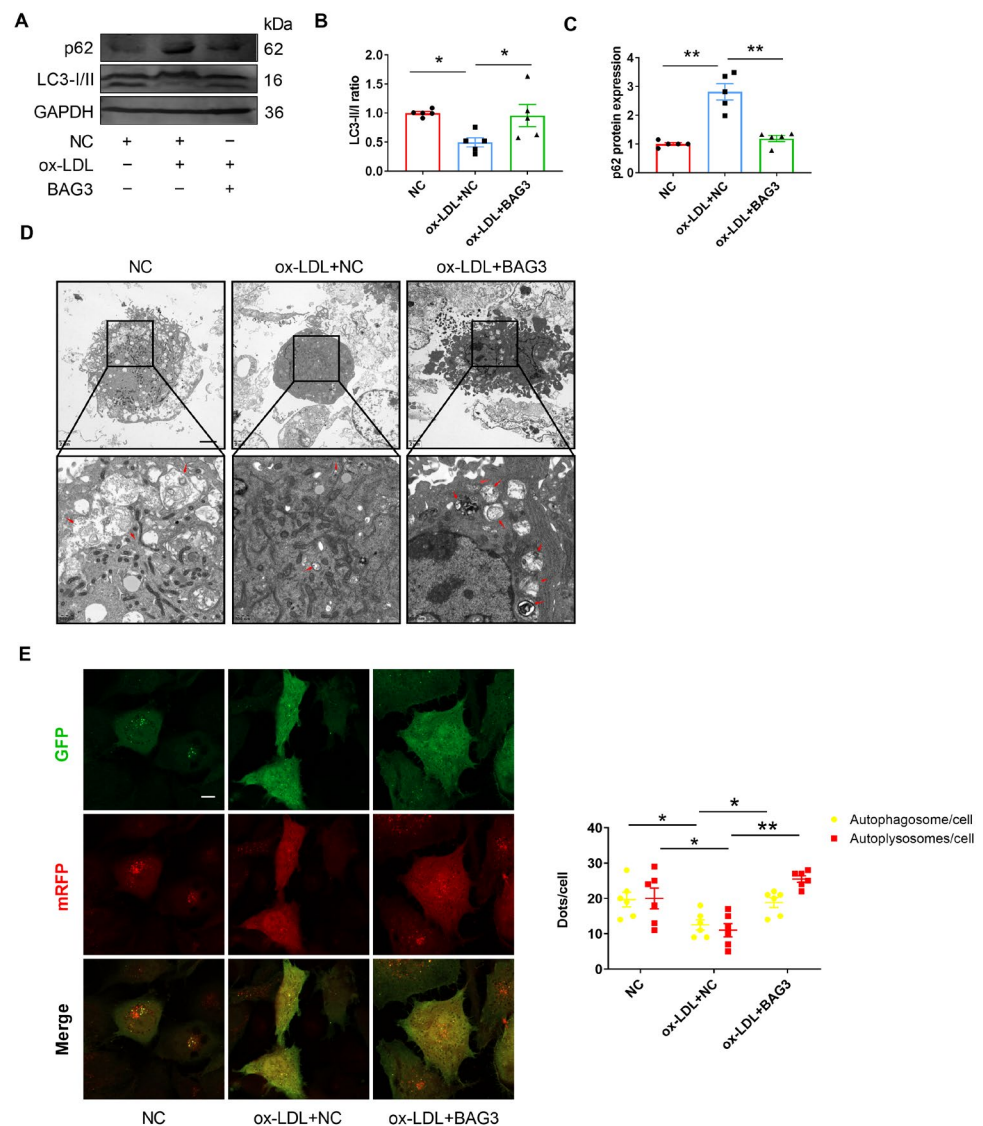 A
kDa
p62
62
LC3-I/II
16
GAPDH
36
NC + + −
ox-LDL − + +
BAG3 − − +
B
LC3-II/I ratio
2.0
1.5
1.0
0.5
0.0
*
*
NC
ox-LDL+NC
ox-LDL+BAG3
C
p62 protein expression
4
3
2
1
0
**
**
NC
ox-LDL+NC
ox-LDL+BAG3
D
NC
ox-LDL+NC
ox-LDL+BAG3
E
GFP
mRFP
Merge
NC
ox-LDL+NC
ox-LDL+BAG3
Dots/cell
40
30
20
10
0
*
*
*
**
NC
ox-LDL+NC
ox-LDL+BAG3
Autophagosome/cell
Autoplysosomes/cell